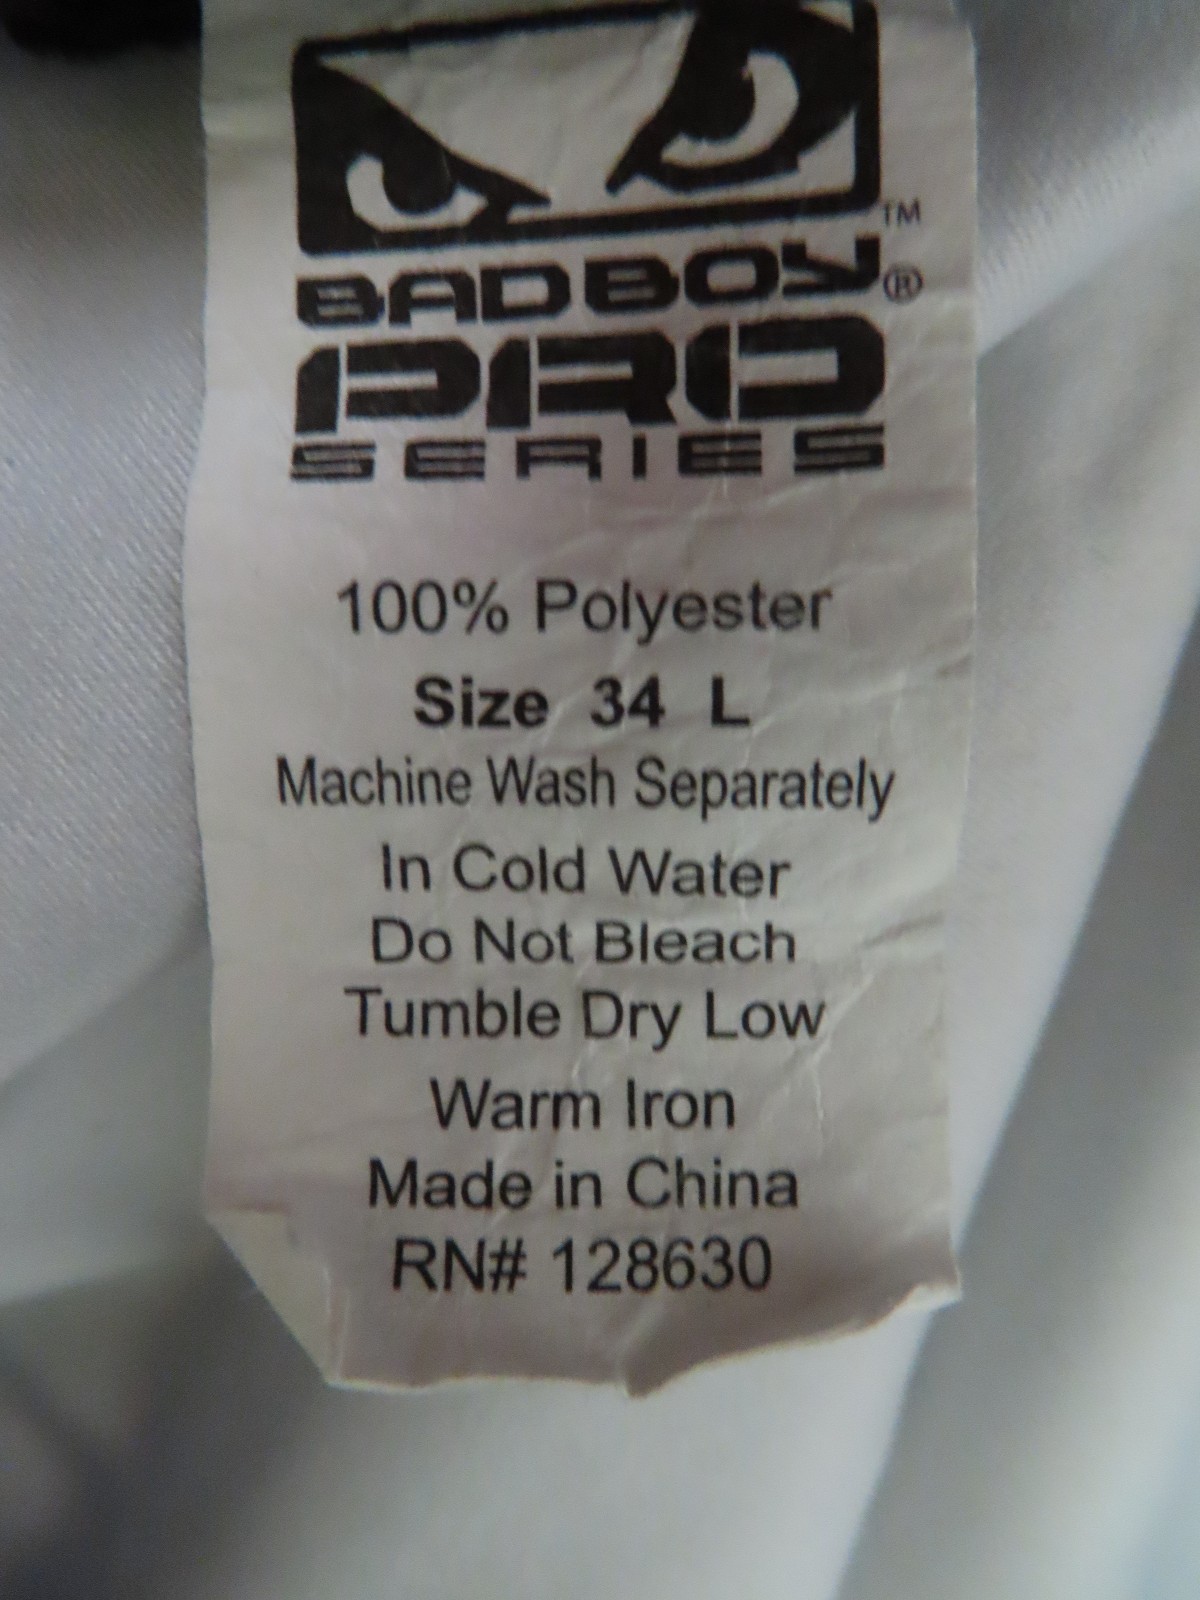 TM
BAD BOY®
PRO
SERIES
100% Polyester
Size 34 L
Machine Wash Separately
In Cold Water
Do Not Bleach
Tumble Dry Low
Warm Iron
Made in China
RN# 128630